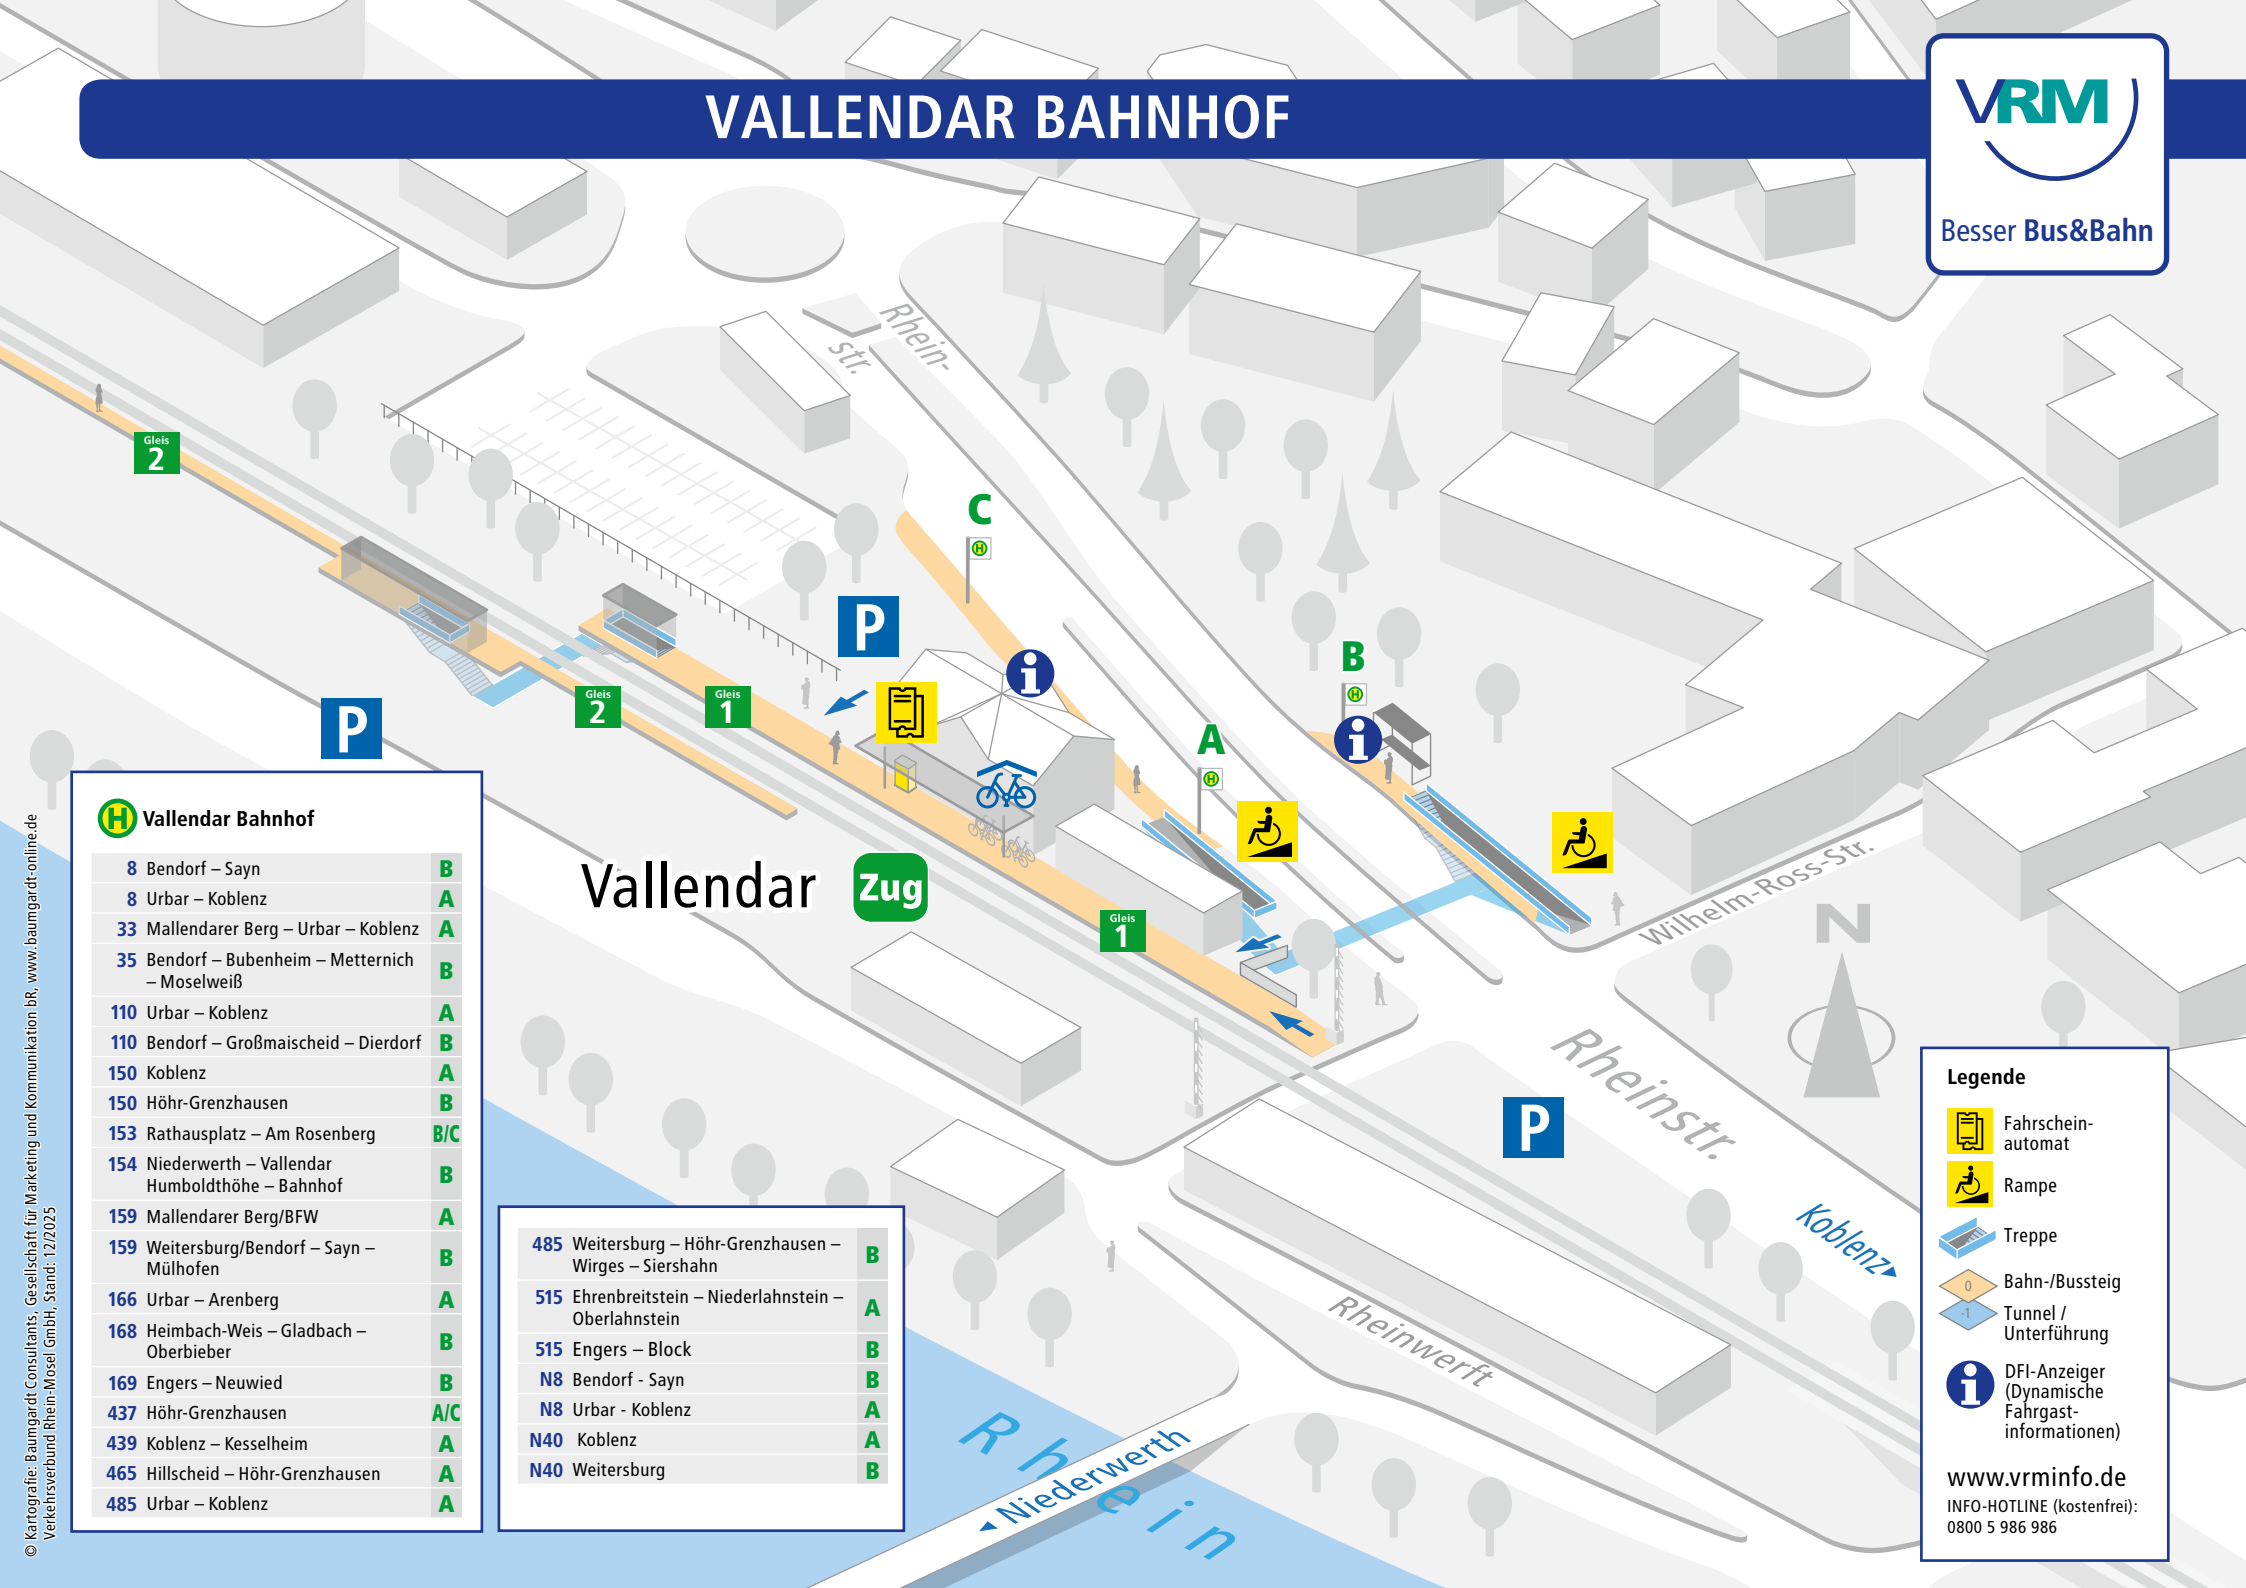 VALLENDAR BAHNHOF
VRM
Besser Bus&Bahn
Rhein-
str.
Gleis
2
C
H
P
B
H
i
i
Gleis
2
Gleis
1
P
A
H
Vallendar
Zug
Gleis
1
Wilhelm-Ross-Str.
N
Rheinstr.
P
Koblenz
Rheinwerft
Niederwerth
Rhein
H Vallendar Bahnhof
8 Bendorf – Sayn B
8 Urbar – Koblenz A
33 Mallendarer Berg – Urbar – Koblenz A
35 Bendorf – Bubenheim – Metternich
– Moselweiß B
110 Urbar – Koblenz A
110 Bendorf – Großmaischeid – Dierdorf B
150 Koblenz A
150 Höhr-Grenzhausen B
153 Rathausplatz – Am Rosenberg B/C
154 Niederwerth – Vallendar
Humboldthöhe – Bahnhof B
159 Mallendarer Berg/BFW A
159 Weitersburg/Bendorf – Sayn –
Mülhofen B
166 Urbar – Arenberg A
168 Heimbach-Weis – Gladbach –
Oberbieber B
169 Engers – Neuwied B
437 Höhr-Grenzhausen A/C
439 Koblenz – Kesselheim A
465 Hillscheid – Höhr-Grenzhausen A
485 Urbar – Koblenz A
485 Weitersburg – Höhr-Grenzhausen –
Wirges – Siershahn B
515 Ehrenbreitstein – Niederlahnstein –
Oberlahnstein A
515 Engers – Block B
N8 Bendorf - Sayn B
N8 Urbar - Koblenz A
N40 Koblenz A
N40 Weitersburg B
Legende
Fahrschein-
automat
Rampe
Treppe
0 Bahn-/Bussteig
-1 Tunnel /
Unterführung
i DFI-Anzeiger
(Dynamische
Fahrgast-
informationen)
www.vrminfo.de
INFO-HOTLINE (kostenfrei):
0800 5 986 986
© Kartografie: Baumgardt Consultants, Gesellschaft für Marketing und Kommunikation bR, www.baumgardt-online.de
Verkehrsverbund Rhein-Mosel GmbH, Stand: 12/2025